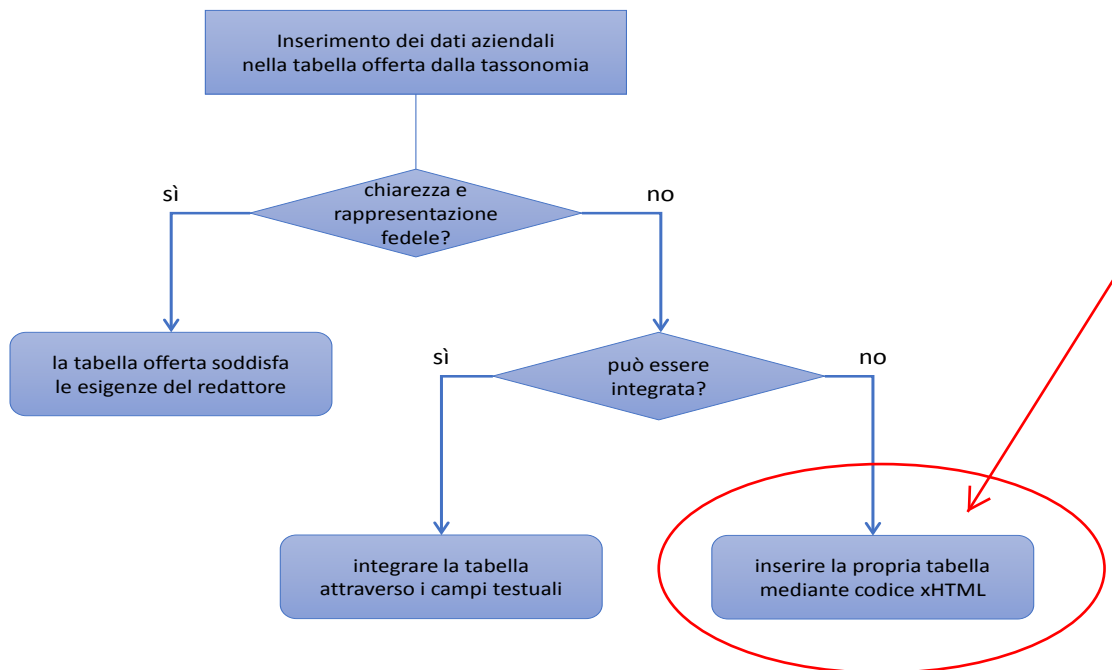 Inserimento dei dati aziendali
nella tabella offerta dalla tassonomia
sì
chiarezza e
rappresentazione
fedele?
no
la tabella offerta soddisfa
le esigenze del redattore
sì
può essere
integrata?
no
integrare la tabella
attraverso i campi testuali
inserire la propria tabella
mediante codice xHTML